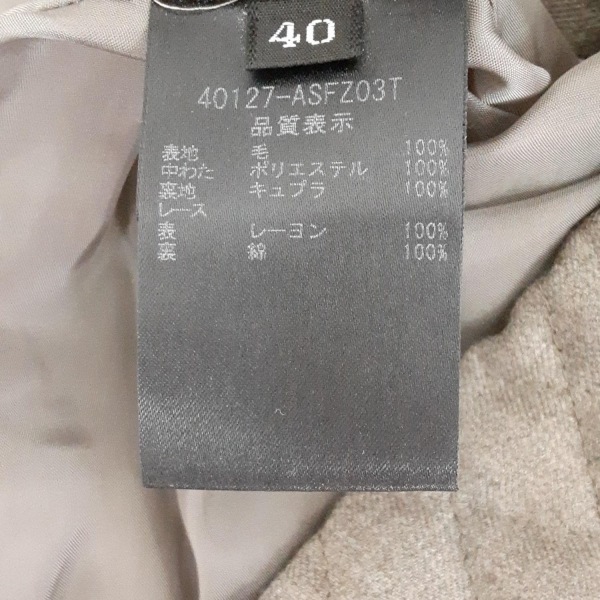 40
40127-ASFZ03T
品質表示
表地 毛 100%
中わた ポリエステル 100%
裏地 キュプラ 100%
レース
表 レーヨン 100%
裏 綿 100%